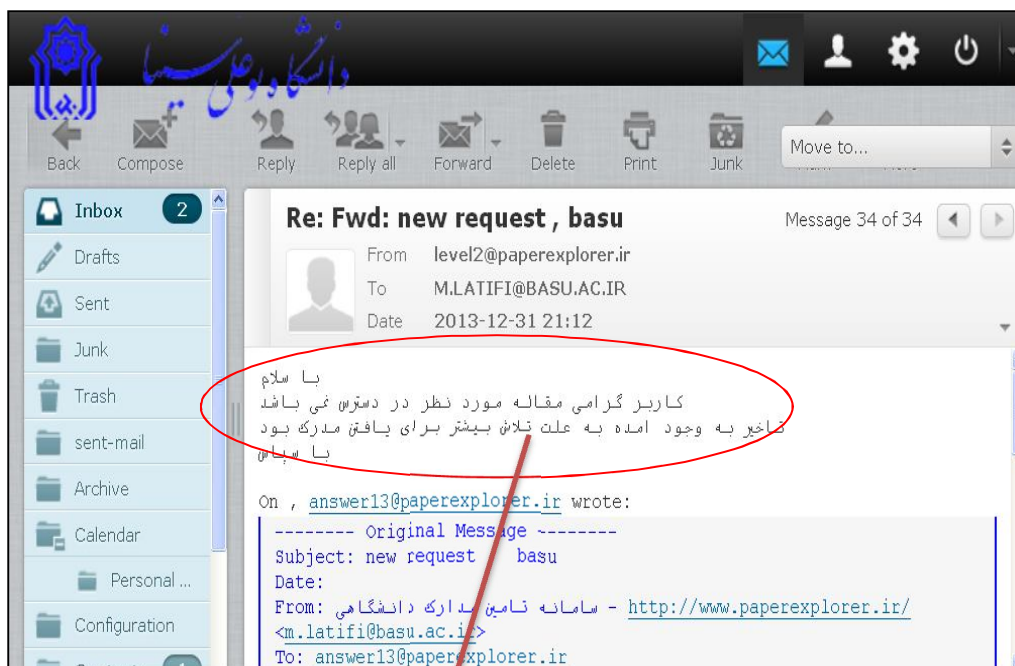 دانشگاه بوعلی سینا
Back
Compose
Reply
Reply all
Forward
Delete
Print
Junk
Move to...
Inbox 2
Drafts
Sent
Junk
Trash
sent-mail
Archive
Calendar
Personal ...
Configuration
Re: Fwd: new request , basu
Message 34 of 34
From level2@paperexplorer.ir
To M.LATIFI@BASU.AC.IR
Date 2013-12-31 21:12
با سلام
کاربر گرامی مقاله مورد نظر در دسترس نمی باشد
تاخیر به وجود امده به علت تلاش بیشتر برای یافتن مدرک بود
با سپاس
On , answer13@paperexplorer.ir wrote:
-------- Original Message --------
Subject: new request basu
Date:
From: سامانه تامین مدارک دانشگاهی - http://www.paperexplorer.ir/
<m.latifi@basu.ac.ir>
To: answer13@paperexplorer.ir